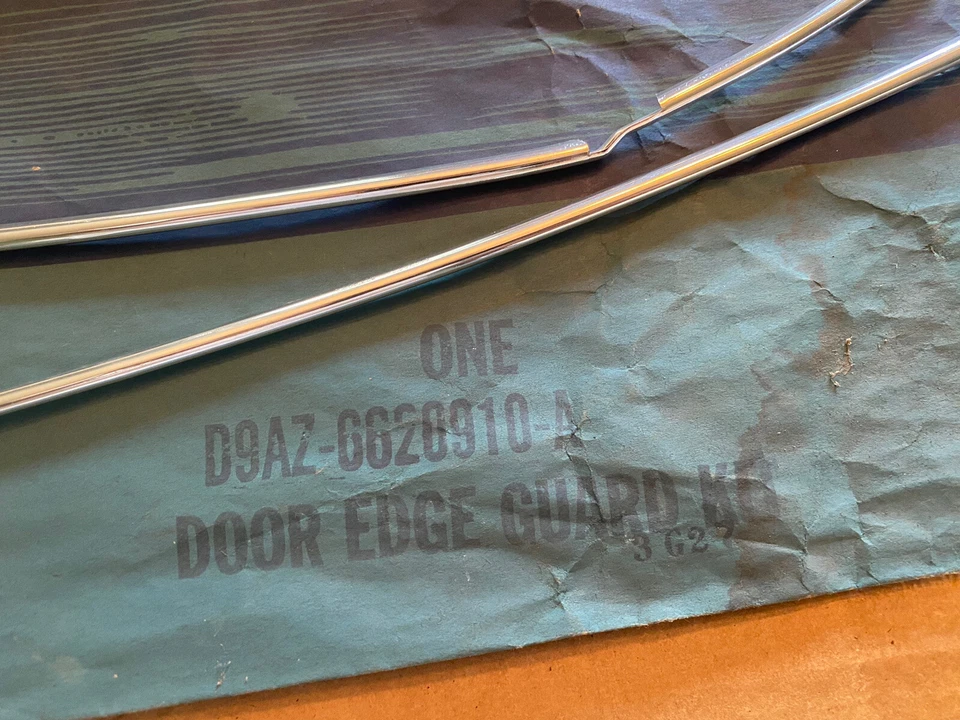 ONE
D9AZ-6620910-A
DOOR EDGE GUARD KIT
3 G2